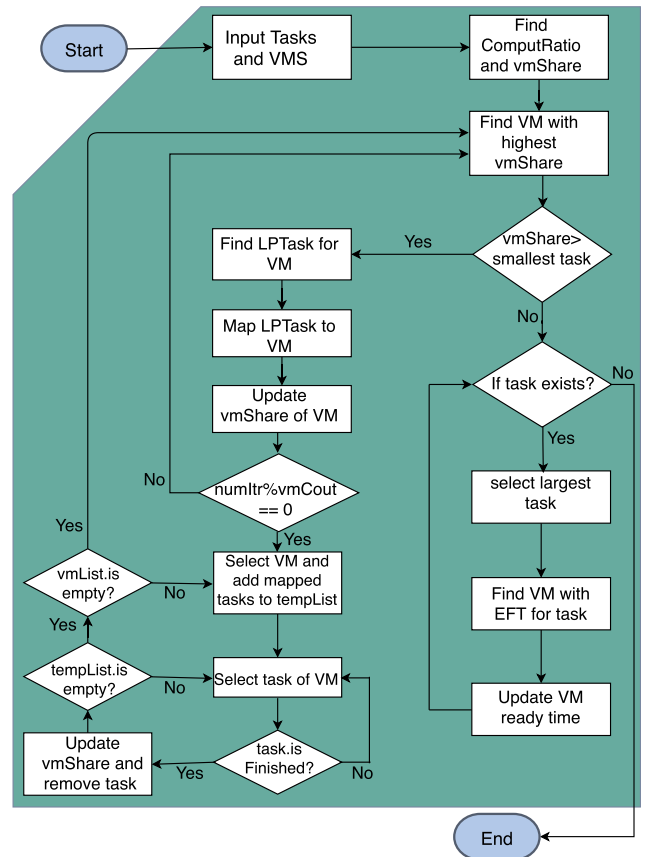 Start
Input Tasks
and VMS
Find
ComputRatio
and vmShare
Find VM with
highest
vmShare
vmShare>
smallest task
Yes
No
Find LPTask for
VM
Map LPTask to
VM
Update
vmShare of VM
numItr%vmCout
== 0
No
Yes
Select VM and
add mapped
tasks to tempList
Select task of VM
task.is
Finished?
No
Yes
Update
vmShare and
remove task
tempList.is
empty?
No
Yes
vmList.is
empty?
No
Yes
If task exists?
No
Yes
select largest
task
Find VM with
EFT for task
Update VM
ready time
End